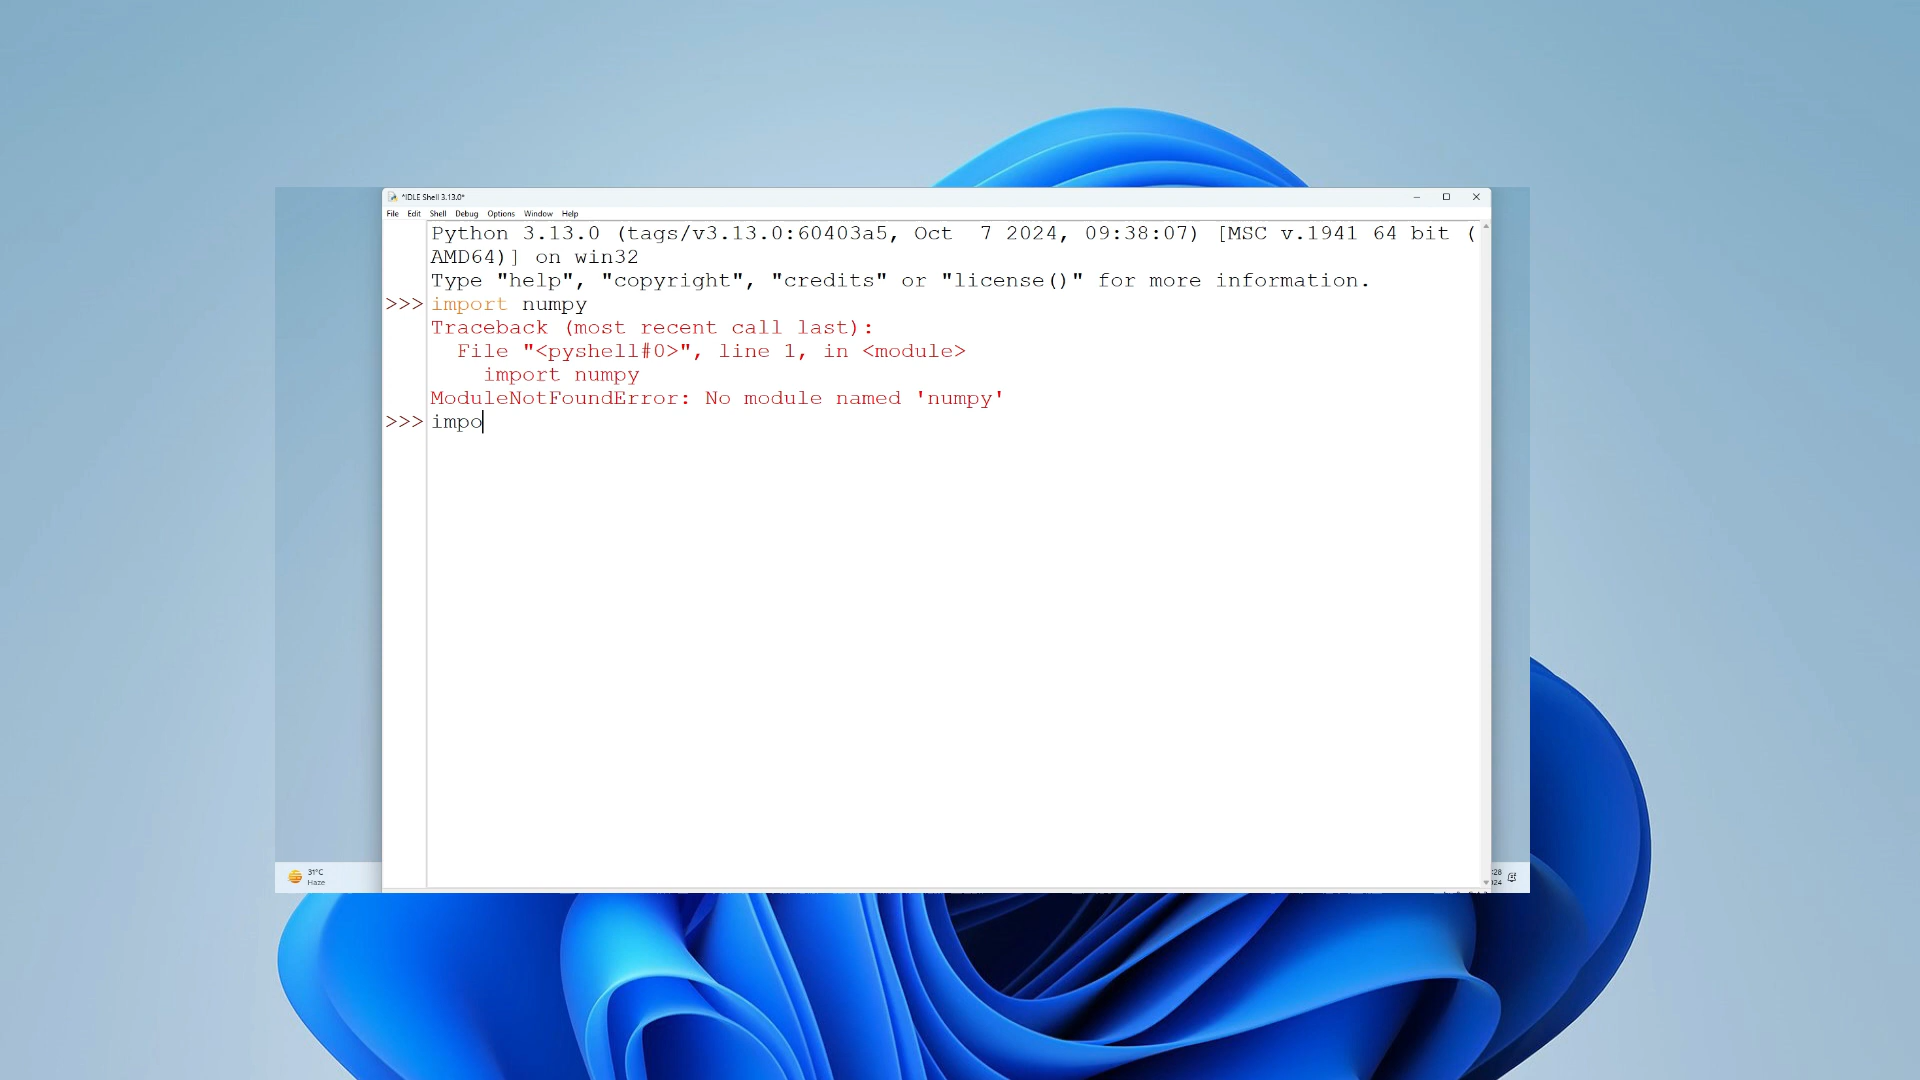 *IDLE Shell 3.13.0*
File Edit Shell Debug Options Window Help
Python 3.13.0 (tags/v3.13.0:60403a5, Oct  7 2024, 09:38:07) [MSC v.1941 64 bit (
AMD64)] on win32
Type "help", "copyright", "credits" or "license()" for more information.
>>> import numpy
Traceback (most recent call last):
  File "<pyshell#0>", line 1, in <module>
    import numpy
ModuleNotFoundError: No module named 'numpy'
>>> impo
31°C
Haze